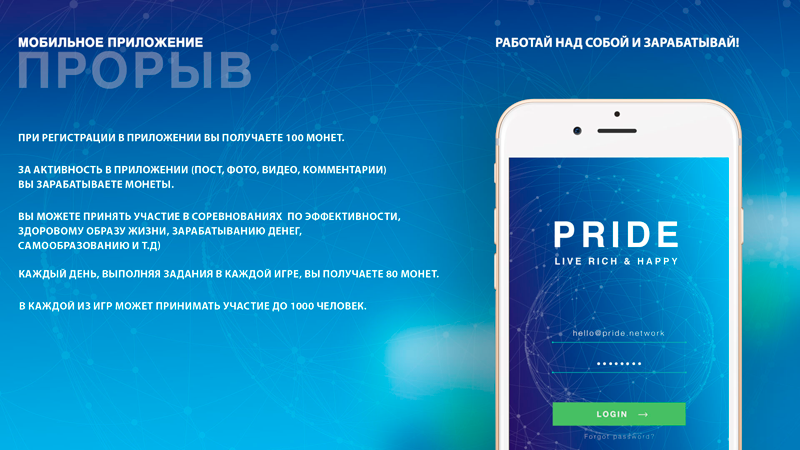 МОБИЛЬНОЕ ПРИЛОЖЕНИЕ
ПРОРЫВ
ПРИ РЕГИСТРАЦИИ В ПРИЛОЖЕНИИ ВЫ ПОЛУЧАЕТЕ 100 МОНЕТ.
ЗА АКТИВНОСТЬ В ПРИЛОЖЕНИИ (ПОСТ, ФОТО, ВИДЕО, КОММЕНТАРИИ)
ВЫ ЗАРАБАТЫВАЕТЕ МОНЕТЫ.
ВЫ МОЖЕТЕ ПРИНЯТЬ УЧАСТИЕ В СОРЕВНОВАНИЯХ ПО ЭФФЕКТИВНОСТИ,
ЗДОРОВОМУ ОБРАЗУ ЖИЗНИ, ЗАРАБАТЫВАНИЮ ДЕНЕГ,
САМООБРАЗОВАНИЮ И Т.Д)
КАЖДЫЙ ДЕНЬ, ВЫПОЛНЯЯ ЗАДАНИЯ В КАЖДОЙ ИГРЕ, ВЫ ПОЛУЧАЕТЕ 80 МОНЕТ.
В КАЖДОЙ ИЗ ИГР МОЖЕТ ПРИНИМАТЬ УЧАСТИЕ ДО 1000 ЧЕЛОВЕК.
РАБОТАЙ НАД СОБОЙ И ЗАРАБАТЫВАЙ!
PRIDE
LIVE RICH & HAPPY
hello@pride.network
••••••••
LOGIN →
Forgot password?